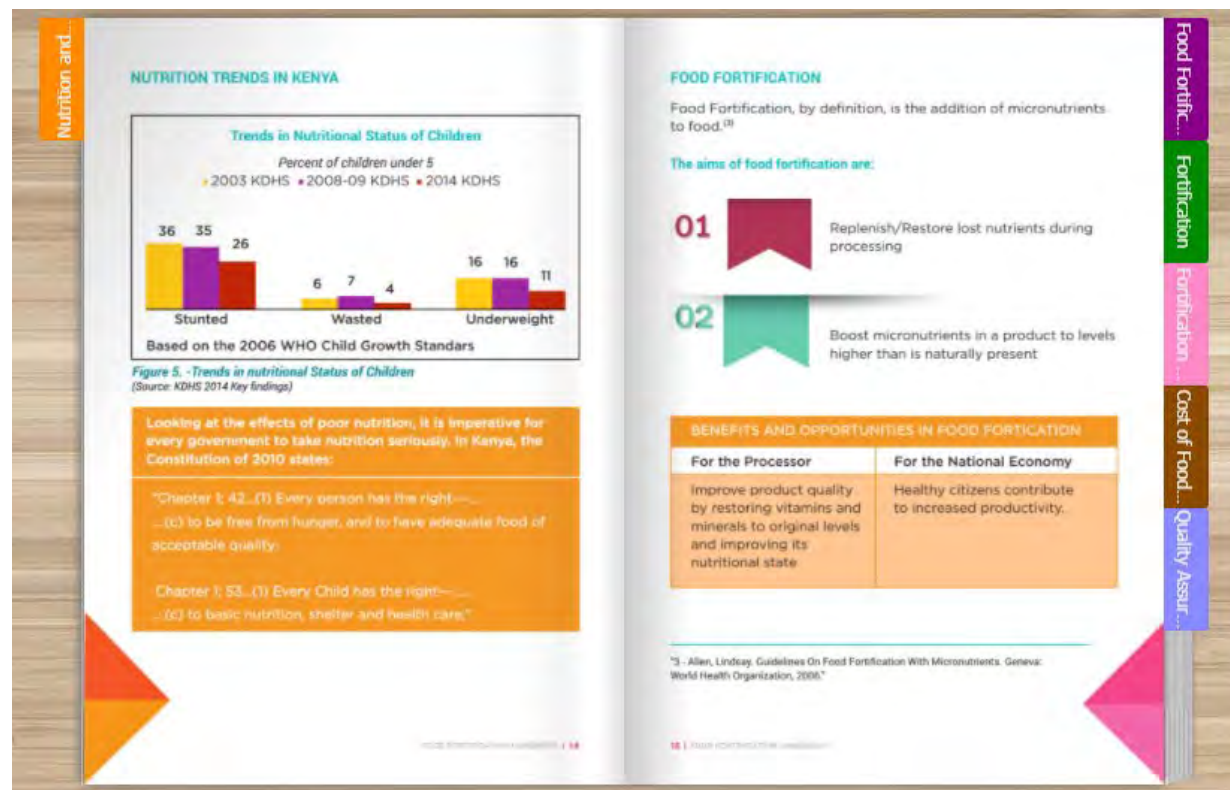 Nutrition and...
NUTRITION TRENDS IN KENYA
Trends in Nutritional Status of Children
Percent of children under 5
2003 KDHS 2008-09 KDHS 2014 KDHS
36 35 26
6 7 4
16 16 11
Stunted Wasted Underweight
Based on the 2006 WHO Child Growth Standars
Figure 5. -Trends in nutritional Status of Children
(Source: KDHS 2014 Key findings)
Looking at the effects of poor nutrition, it is imperative for
every government to take nutrition seriously. In Kenya, the
Constitution of 2010 states:
"Chapter 1; 42...(1) Every person has the right—...
...(c) to be free from hunger, and to have adequate food of
acceptable quality;
Chapter 1; 53...(1) Every Child has the right—...
...(c) to basic nutrition, shelter and health care;"
FOOD FORTIFICATION HANDBOOK | 14
FOOD FORTIFICATION
Food Fortification, by definition, is the addition of micronutrients
to food.(3)
The aims of food fortification are:
01
Replenish/Restore lost nutrients during
processing
02
Boost micronutrients in a product to levels
higher than is naturally present
BENEFITS AND OPPORTUNITIES IN FOOD FORTICATION
For the Processor For the National Economy
Improve product quality
by restoring vitamins and
minerals to original levels
and improving its
nutritional state
Healthy citizens contribute
to increased productivity.
"3 - Allen, Lindsay. Guidelines On Food Fortification With Micronutrients. Geneva:
World Health Organization, 2006."
15 | FOOD FORTIFICATION HANDBOOK
Food Fortific...
Fortification
Fortification ...
Cost of Food...
Quality Assur...